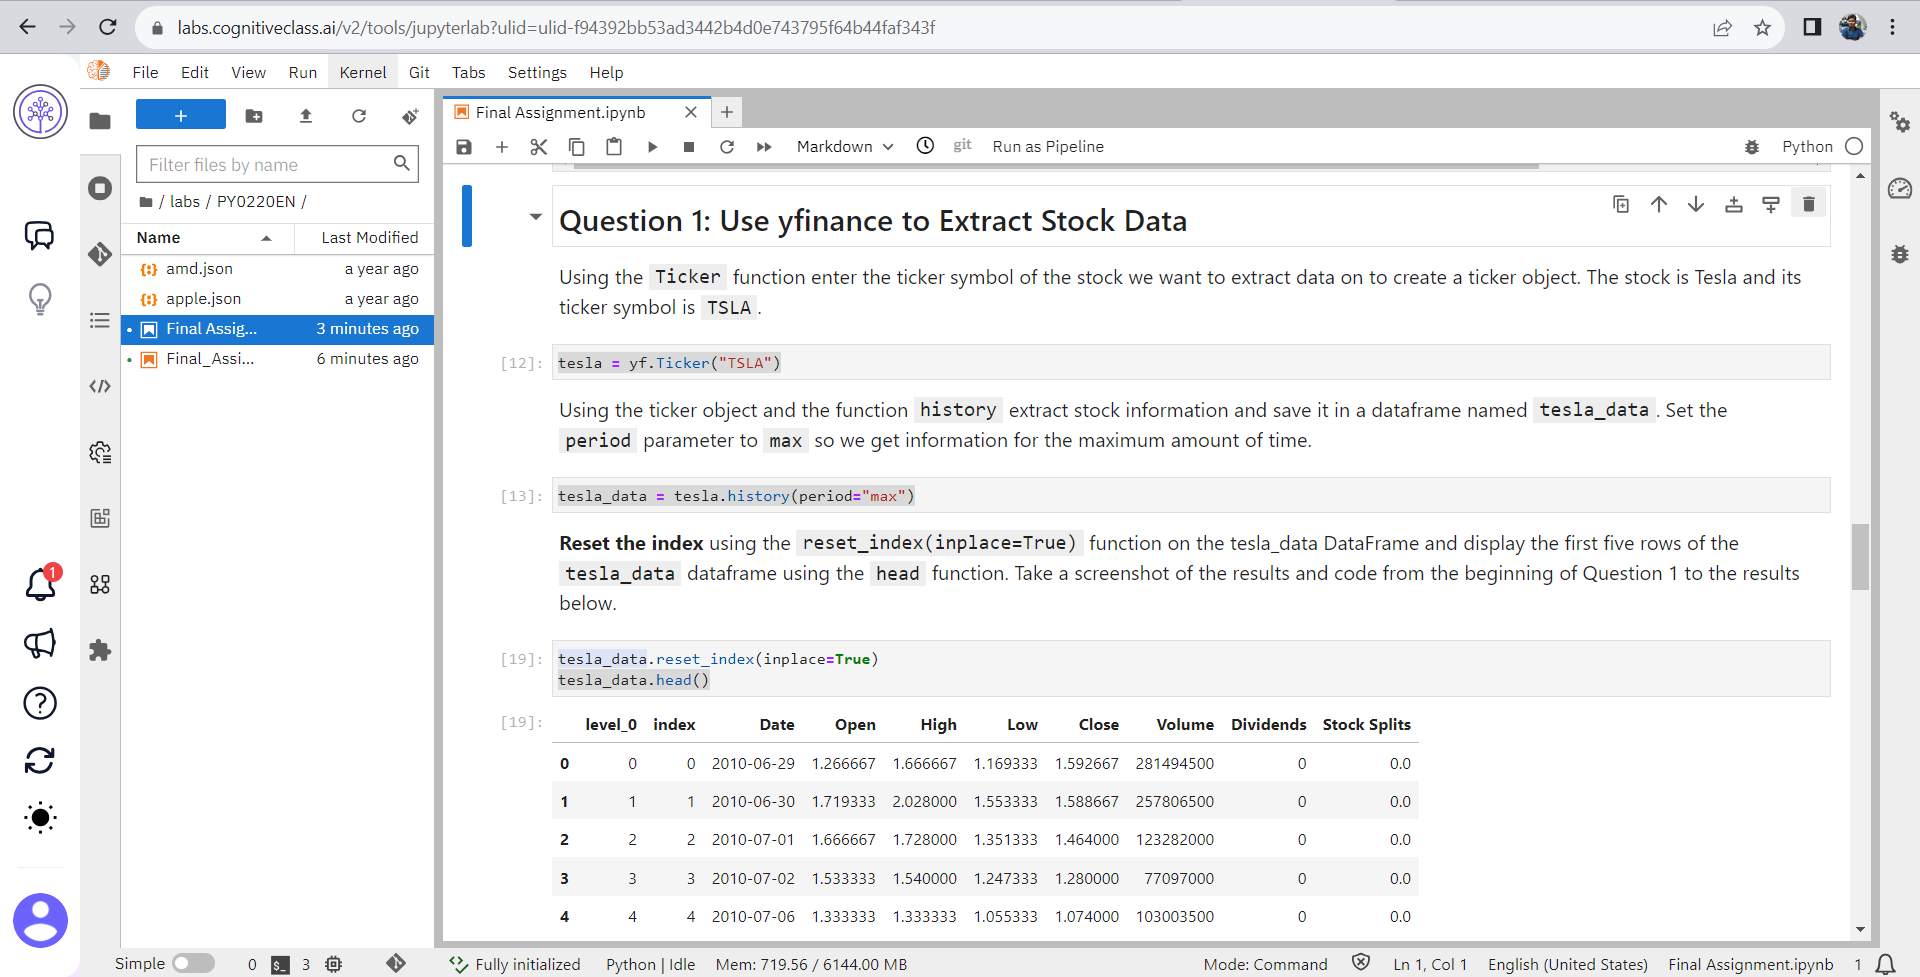 labs.cognitiveclass.ai/v2/tools/jupyterlab?ulid=ulid-f94392bb53ad3442b4d0e743795f64b44faf343f
File Edit View Run Kernel Git Tabs Settings Help
+
Filter files by name
/ labs / PY0220EN /
Name Last Modified
amd.json a year ago
apple.json a year ago
Final Assig... 3 minutes ago
Final_Assi... 6 minutes ago
1
Final Assignment.ipynb
Markdown git Run as Pipeline Python
Question 1: Use yfinance to Extract Stock Data
Using the Ticker function enter the ticker symbol of the stock we want to extract data on to create a ticker object. The stock is Tesla and its
ticker symbol is TSLA .
[12]: tesla = yf.Ticker("TSLA")
Using the ticker object and the function history extract stock information and save it in a dataframe named tesla_data . Set the
period parameter to max so we get information for the maximum amount of time.
[13]: tesla_data = tesla.history(period="max")
Reset the index using the reset_index(inplace=True) function on the tesla_data DataFrame and display the first five rows of the
tesla_data dataframe using the head function. Take a screenshot of the results and code from the beginning of Question 1 to the results
below.
[19]: tesla_data.reset_index(inplace=True)
tesla_data.head()
[19]: level_0 index Date Open High Low Close Volume Dividends Stock Splits
0 0 0 2010-06-29 1.266667 1.666667 1.169333 1.592667 281494500 0 0.0
1 1 1 2010-06-30 1.719333 2.028000 1.553333 1.588667 257806500 0 0.0
2 2 2 2010-07-01 1.666667 1.728000 1.351333 1.464000 123282000 0 0.0
3 3 3 2010-07-02 1.533333 1.540000 1.247333 1.280000 77097000 0 0.0
4 4 4 2010-07-06 1.333333 1.333333 1.055333 1.074000 103003500 0 0.0
Simple 0 $_ 3 Fully initialized Python | Idle Mem: 719.56 / 6144.00 MB Mode: Command Ln 1, Col 1 English (United States) Final Assignment.ipynb 1